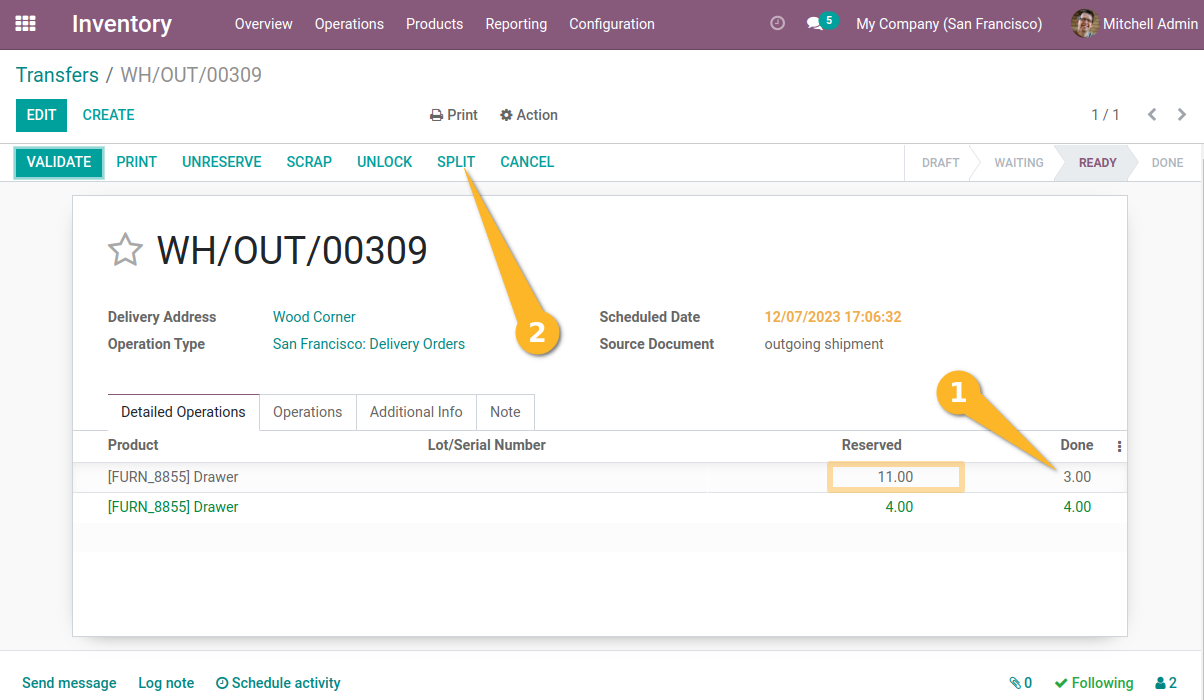 Inventory Overview Operations Products Reporting Configuration 5 My Company (San Francisco) Mitchell Admin
Transfers / WH/OUT/00309
EDIT CREATE Print Action 1 / 1
VALIDATE PRINT UNRESERVE SCRAP UNLOCK SPLIT CANCEL DRAFT WAITING READY DONE
WH/OUT/00309
Delivery Address Wood Corner Scheduled Date 12/07/2023 17:06:32
Operation Type San Francisco: Delivery Orders Source Document outgoing shipment
2
1
Detailed Operations Operations Additional Info Note
Product Lot/Serial Number Reserved Done
[FURN_8855] Drawer 11.00 3.00
[FURN_8855] Drawer 4.00 4.00
Send message Log note Schedule activity 0 Following 2